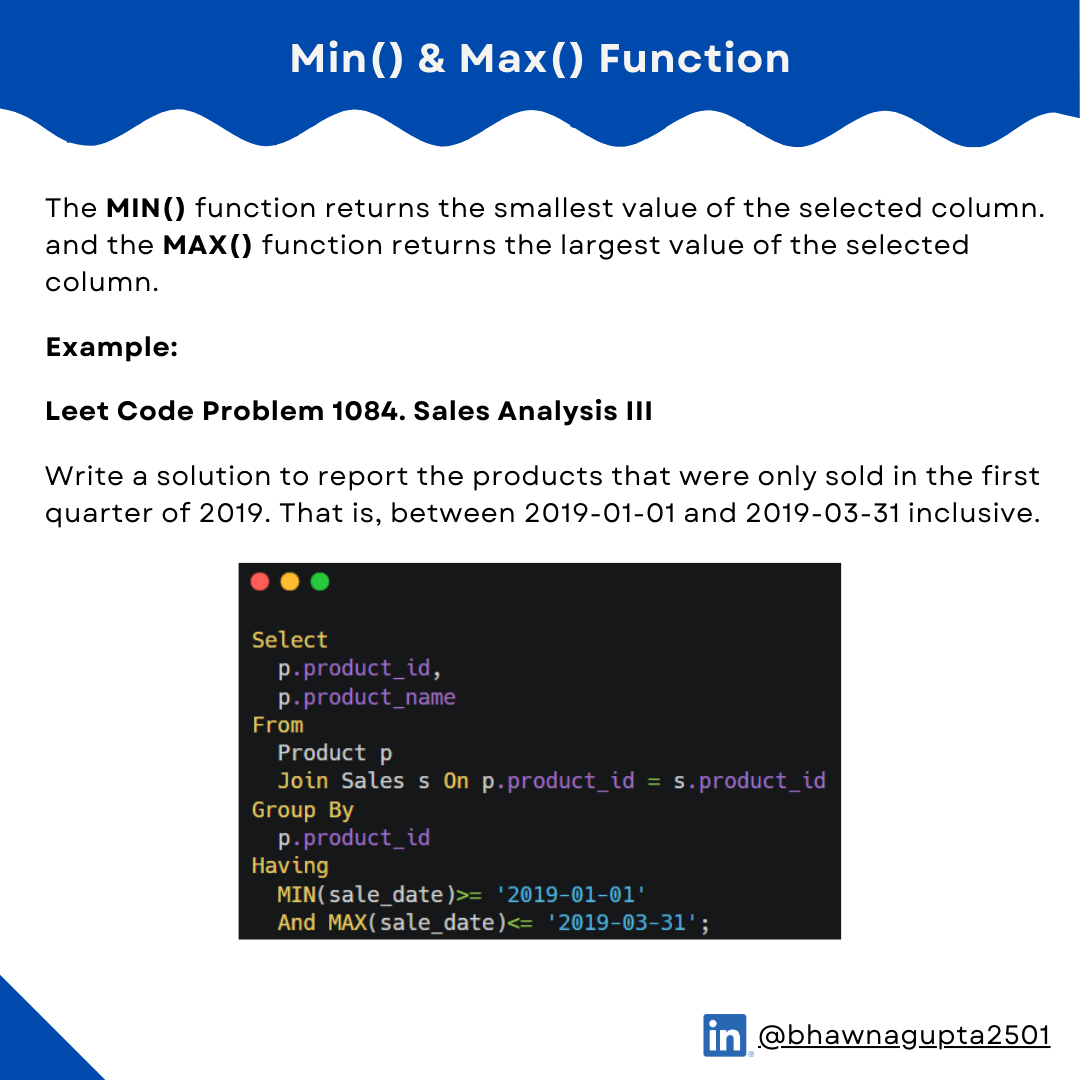 Min() & Max() Function
The MIN() function returns the smallest value of the selected column.
and the MAX() function returns the largest value of the selected
column.
Example:
Leet Code Problem 1084. Sales Analysis III
Write a solution to report the products that were only sold in the first
quarter of 2019. That is, between 2019-01-01 and 2019-03-31 inclusive.
Select
  p.product_id,
  p.product_name
From
  Product p
  Join Sales s On p.product_id = s.product_id
Group By
  p.product_id
Having
  MIN(sale_date)>= '2019-01-01'
  And MAX(sale_date)<= '2019-03-31';
in ® @bhawnagupta2501